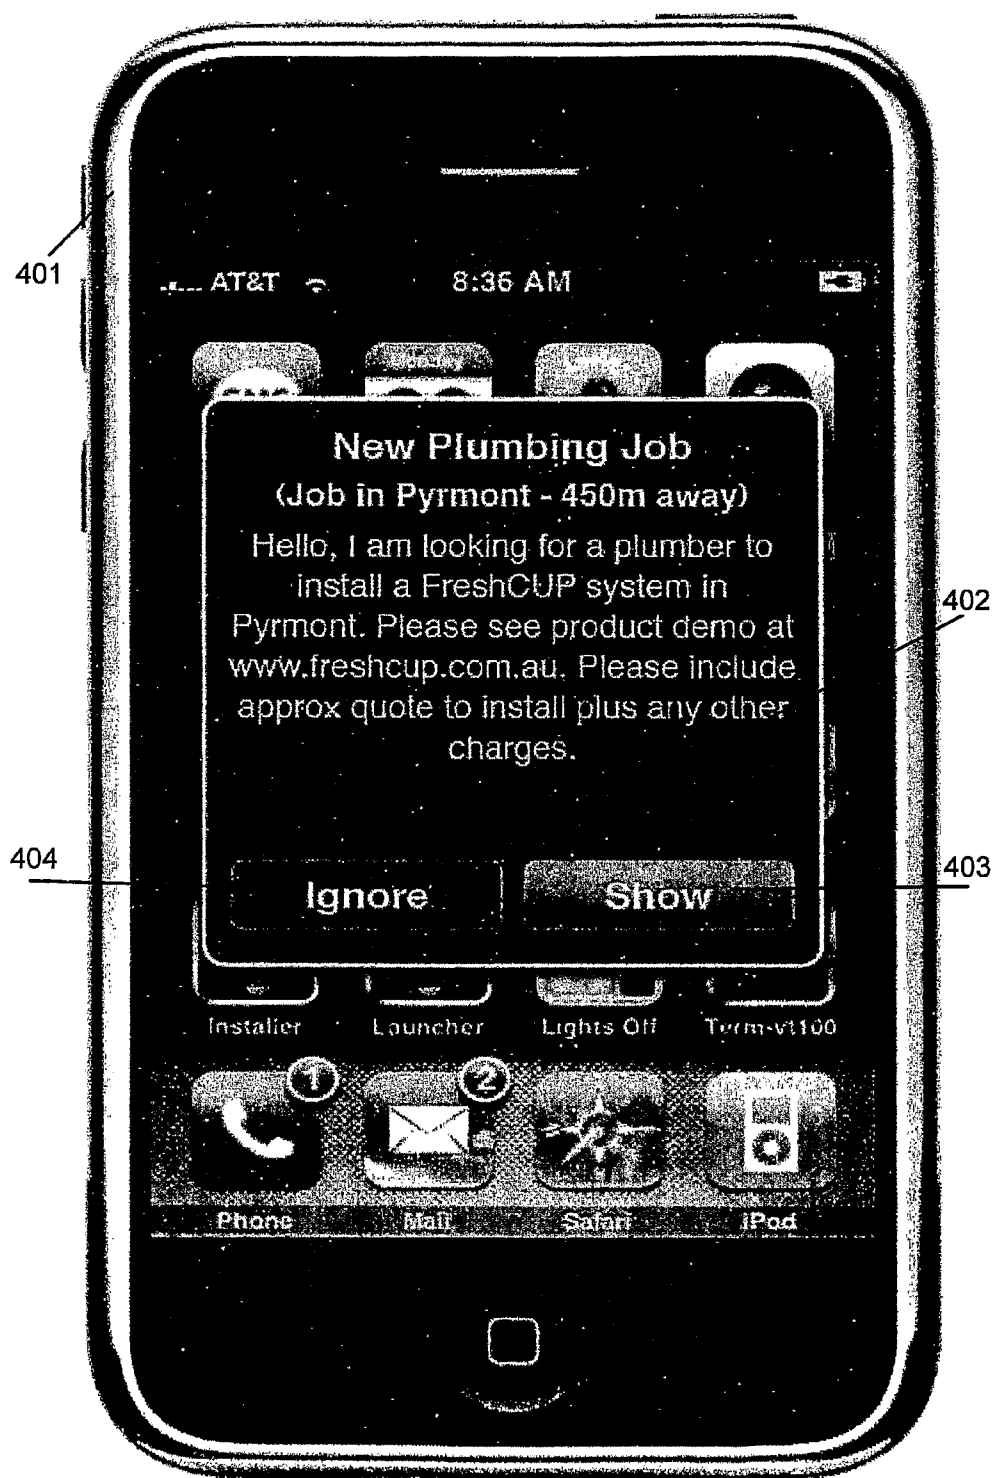 401
AT&T 8:36 AM
New Plumbing Job
(Job in Pyrmont - 450m away)
Hello, I am looking for a plumber to
install a FreshCUP system in
Pyrmont. Please see product demo at
www.freshcup.com.au. Please include
approx quote to install plus any other
charges.
402
404
Ignore Show
403
Installer Launcher Lights Off Term-vt100
1 2
Phone Mail Safari iPod